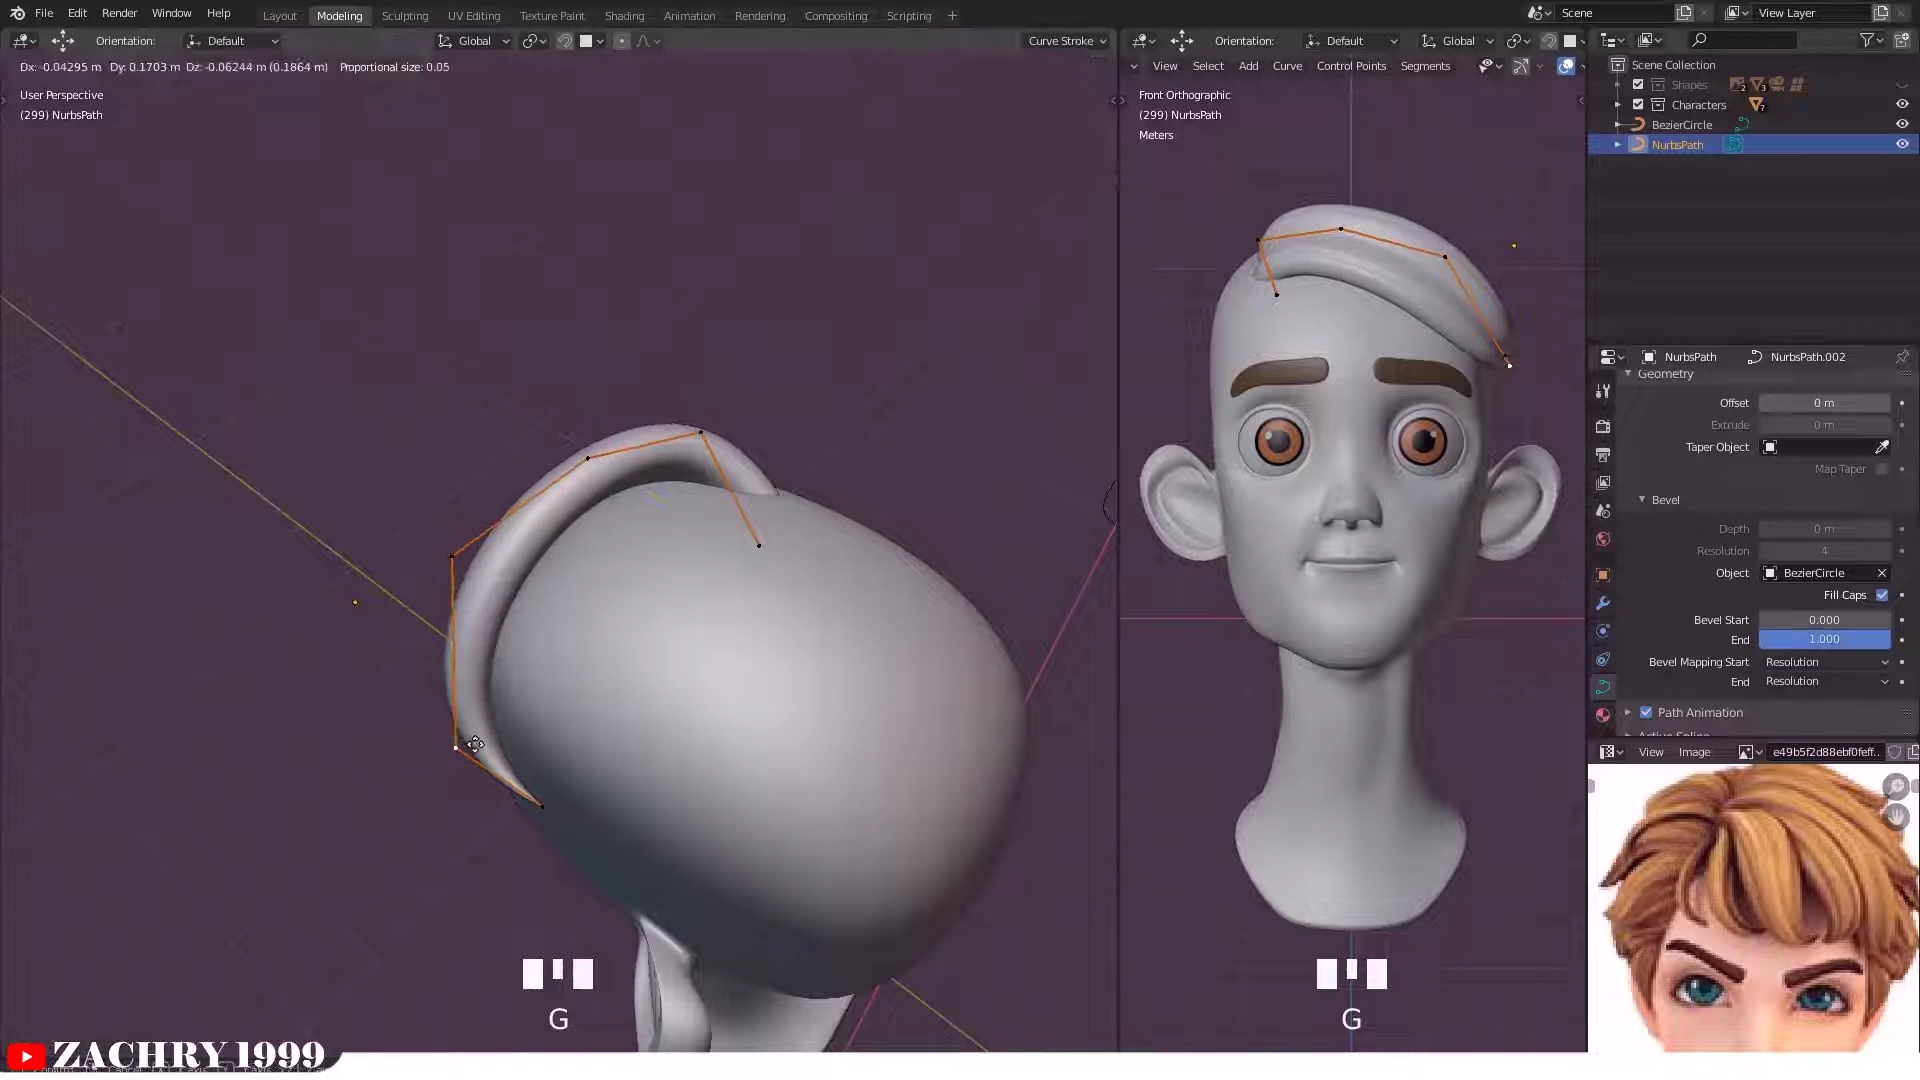 File Edit Render Window Help
Layout Modeling Sculpting UV Editing Texture Paint Shading Animation Rendering Compositing Scripting +
Scene View Layer
Orientation: Default Global Curve Stroke
Orientation: Default Global
Dx: -0.04295 m Dy: 0.1703 m Dz: -0.06244 m (0.1864 m) Proportional size: 0.05
View Select Add Curve Control Points Segments
User Perspective
(299) NurbsPath
Front Orthographic
(299) NurbsPath
Meters
Scene Collection
Shapes 2 3
Characters 7
BezierCircle
NurbsPath
NurbsPath NurbsPath.002
Geometry
Offset 0 m
Extrude 0 m
Taper Object
Map Taper
Bevel
Depth 0 m
Resolution 4
Object BezierCircle
Fill Caps
Bevel Start 0.000
End 1.000
Bevel Mapping Start Resolution
End Resolution
Path Animation
View Image e49b5f2d88ebf0feff..
G
G
ZACHRY 1999